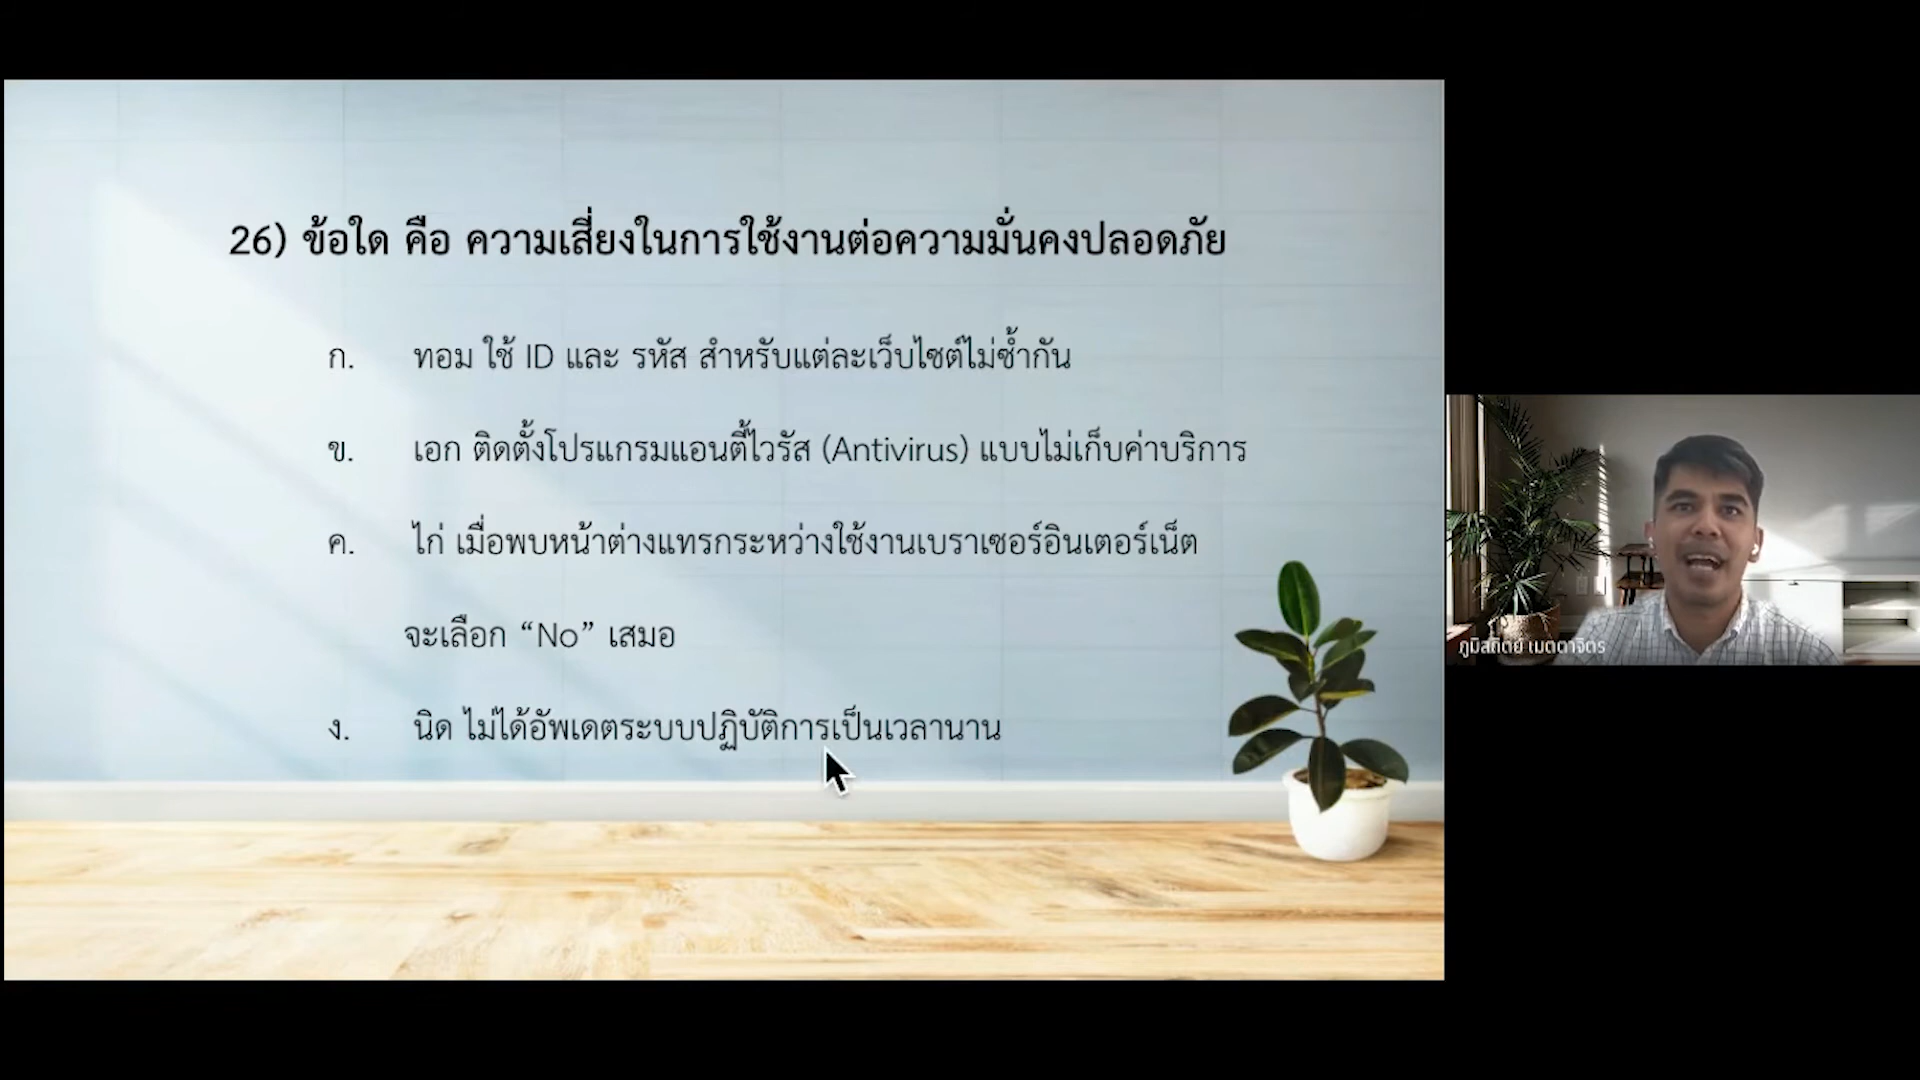 26) ข้อใด คือ ความเสี่ยงในการใช้งานต่อความมั่นคงปลอดภัย
ก. ทอม ใช้ ID และ รหัส สำหรับแต่ละเว็บไซต์ไม่ซ้ำกัน
ข. เอก ติดตั้งโปรแกรมแอนตี้ไวรัส (Antivirus) แบบไม่เก็บค่าบริการ
ค. ไก่ เมื่อพบหน้าต่างแทรกระหว่างใช้งานเบราเซอร์อินเตอร์เน็ต
จะเลือก “No” เสมอ
ง. นิด ไม่ได้อัพเดตระบบปฏิบัติการเป็นเวลานาน
ภูมิสถิตย์ เมตตาจิตร